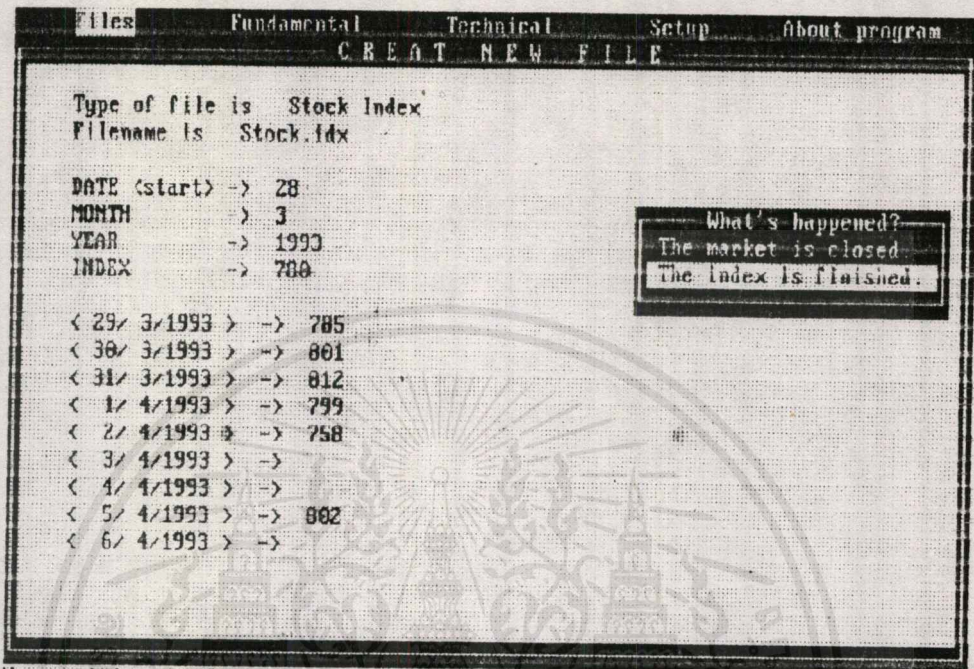 Files Fundamental Technical Setup About program
CREAT NEW FILE
Type of file is Stock Index
Filename is Stock.idx
DATE <start> -> 28
MONTH -> 3
YEAR -> 1993
INDEX -> 780
What's happened?
The market is closed.
The index is finished.
< 29/ 3/1993 > -> 785
< 30/ 3/1993 > -> 801
< 31/ 3/1993 > -> 812
< 1/ 4/1993 > -> 799
< 2/ 4/1993 > -> 758
< 3/ 4/1993 > ->
< 4/ 4/1993 > ->
< 5/ 4/1993 > -> 802
< 6/ 4/1993 > ->